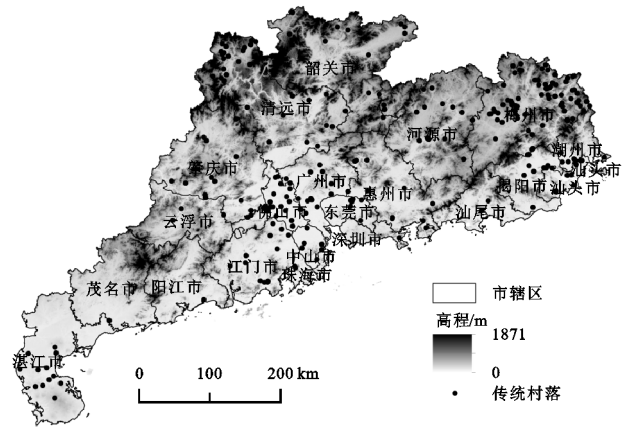 韶关市
清远市
梅州市
河源市
潮州市
肇庆市
汕头市
广州市
揭阳市
汕头市
惠州市
云浮市
佛山市
东莞市
汕尾市
深圳市
中山市
江门市
珠海市
茂名市
阳江市
湛江市
市辖区
高程/m
1871
0
传统村落
0 100 200 km